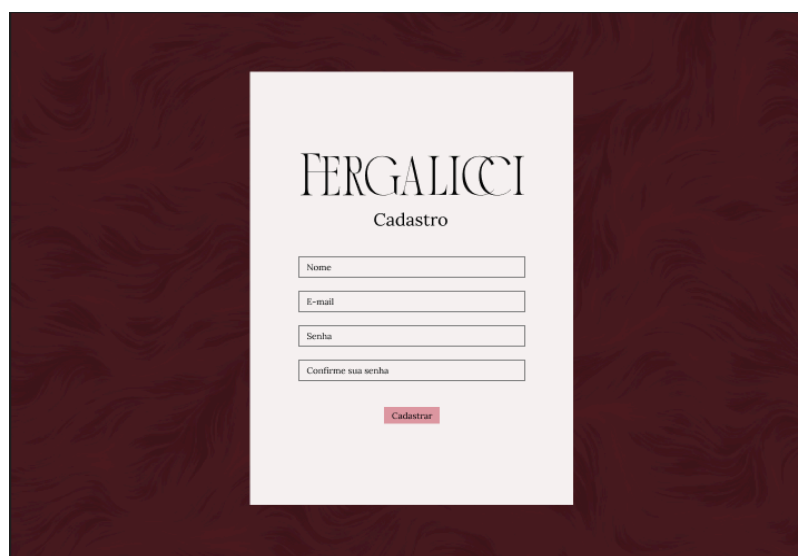 FERGALICCI
Cadastro
Nome
E-mail
Senha
Confirme sua senha
Cadastrar